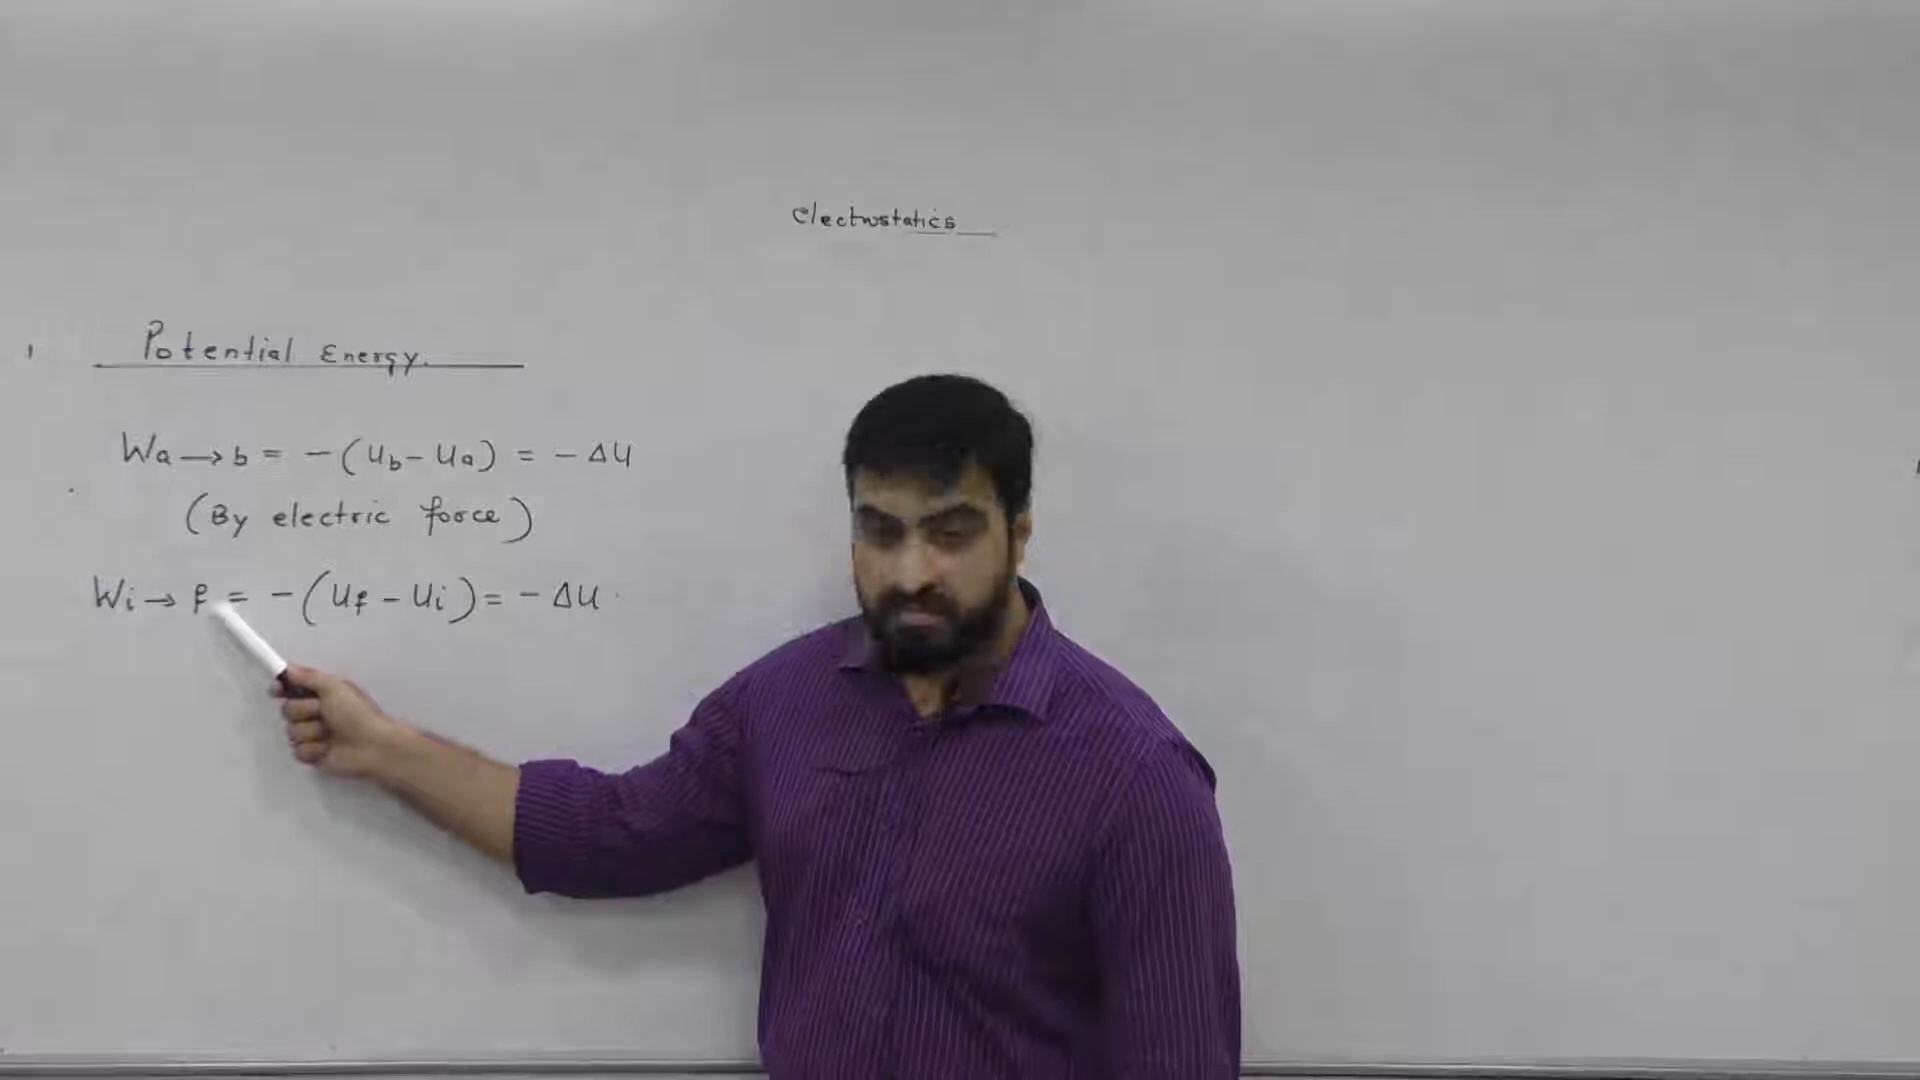 Electrostatics
Potential Energy.
Wa → b = -(Ub - Ua) = - ΔU
(By electric force)
Wi → f = -(Uf - Ui) = - ΔU